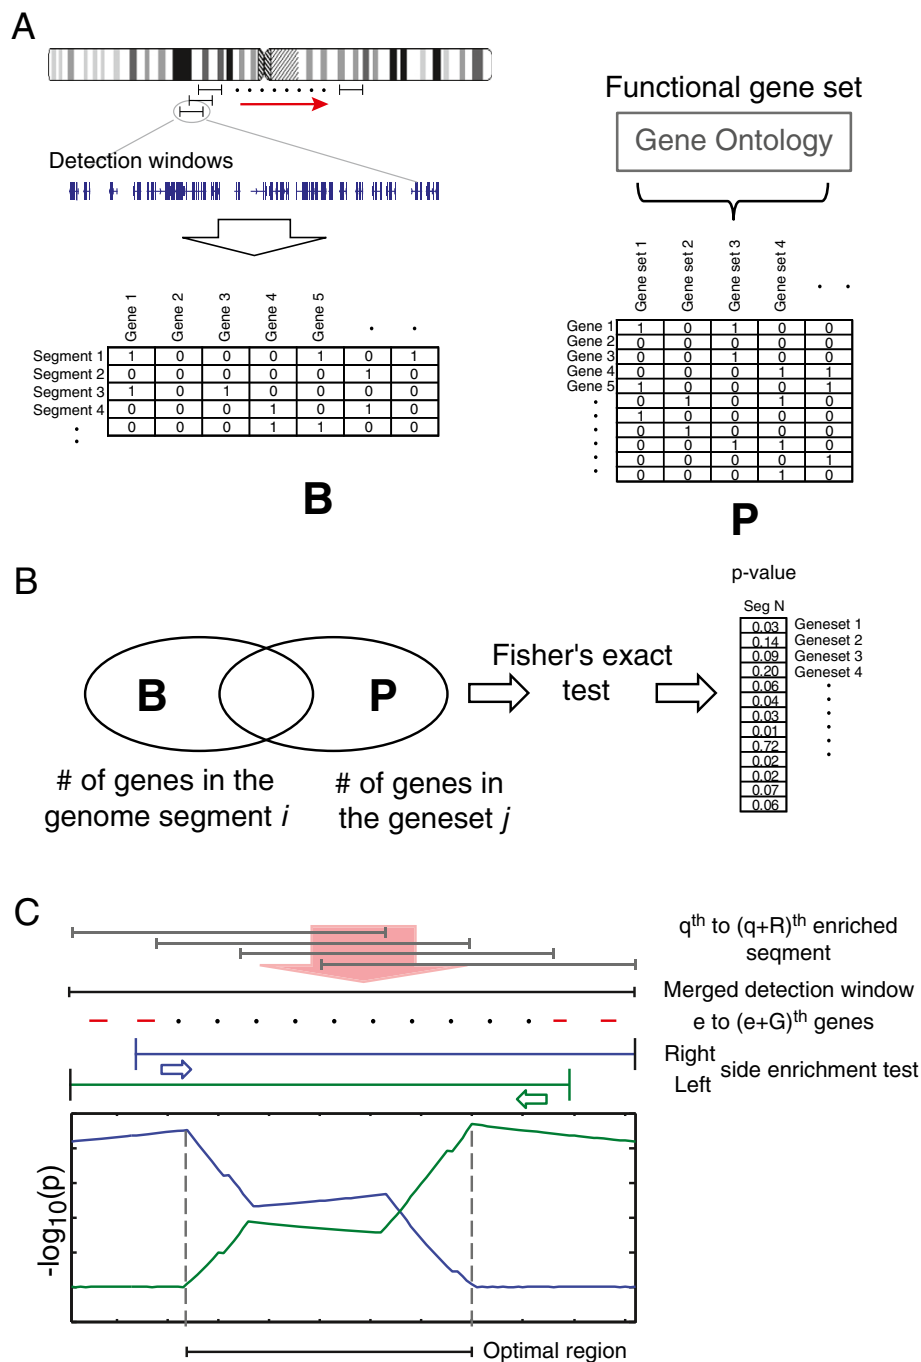 A
Functional gene set
Gene Ontology
Detection windows
Gene 1 Gene 2 Gene 3 Gene 4 Gene 5 . .
Segment 1 1 0 0 0 1 0 1
Segment 2 0 0 0 0 0 1 0
Segment 3 1 0 1 0 0 0 0
Segment 4 0 0 0 1 0 1 0
0 0 0 1 1 0 0
B
Gene set 1 Gene set 2 Gene set 3 Gene set 4 . .
Gene 1 1 0 1 0 0
Gene 2 0 0 0 0 0
Gene 3 0 0 1 0 0
Gene 4 0 0 0 1 1
Gene 5 1 0 0 0 1
0 1 0 1 0
1 0 0 0 0
0 1 0 0 0
0 0 1 1 0
0 0 0 0 1
0 0 0 1 0
P
B
B
P
# of genes in the
genome segment i
# of genes in
the geneset j
Fisher's exact
test
p-value
Seg N
0.03 Geneset 1
0.14 Geneset 2
0.09 Geneset 3
0.20 Geneset 4
0.06
0.04
0.03
0.01
0.72
0.02
0.02
0.07
0.06
C
qth to (q+R)th enriched
seqment
Merged detection window
e to (e+G)th genes
Right
Left
side enrichment test
-log10(p)
Optimal region